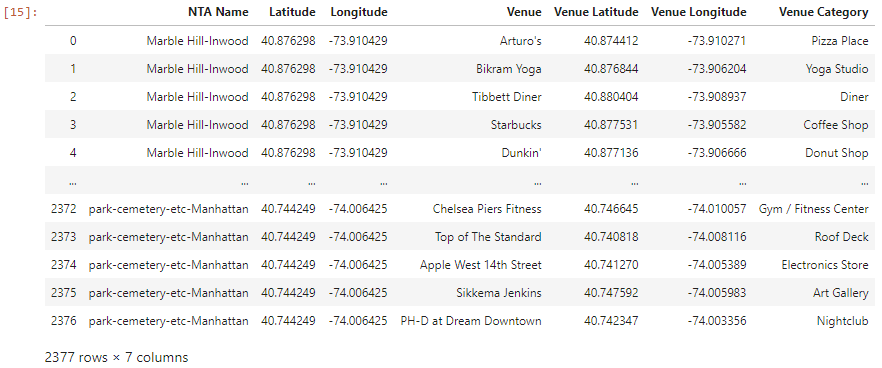 [15]: NTA Name Latitude Longitude Venue Venue Latitude Venue Longitude Venue Category
0 Marble Hill-Inwood 40.876298 -73.910429 Arturo's 40.874412 -73.910271 Pizza Place
1 Marble Hill-Inwood 40.876298 -73.910429 Bikram Yoga 40.876844 -73.906204 Yoga Studio
2 Marble Hill-Inwood 40.876298 -73.910429 Tibbett Diner 40.880404 -73.908937 Diner
3 Marble Hill-Inwood 40.876298 -73.910429 Starbucks 40.877531 -73.905582 Coffee Shop
4 Marble Hill-Inwood 40.876298 -73.910429 Dunkin' 40.877136 -73.906666 Donut Shop
... ... ... ... ... ... ... ...
2372 park-cemetery-etc-Manhattan 40.744249 -74.006425 Chelsea Piers Fitness 40.746645 -74.010057 Gym / Fitness Center
2373 park-cemetery-etc-Manhattan 40.744249 -74.006425 Top of The Standard 40.740818 -74.008116 Roof Deck
2374 park-cemetery-etc-Manhattan 40.744249 -74.006425 Apple West 14th Street 40.741270 -74.005389 Electronics Store
2375 park-cemetery-etc-Manhattan 40.744249 -74.006425 Sikkema Jenkins 40.747592 -74.005983 Art Gallery
2376 park-cemetery-etc-Manhattan 40.744249 -74.006425 PH-D at Dream Downtown 40.742347 -74.003356 Nightclub
2377 rows × 7 columns